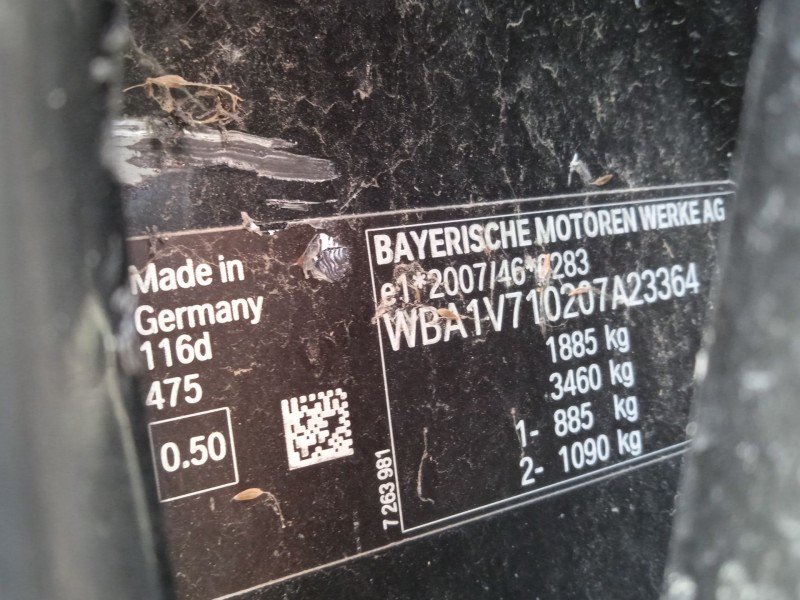 Made in
Germany
116d
475
0.50
7 263 981
BAYERISCHE MOTOREN WERKE AG
e1*2007/46*0283
WBA1V710207A23364
1885 kg
3460 kg
1- 885 kg
2- 1090 kg